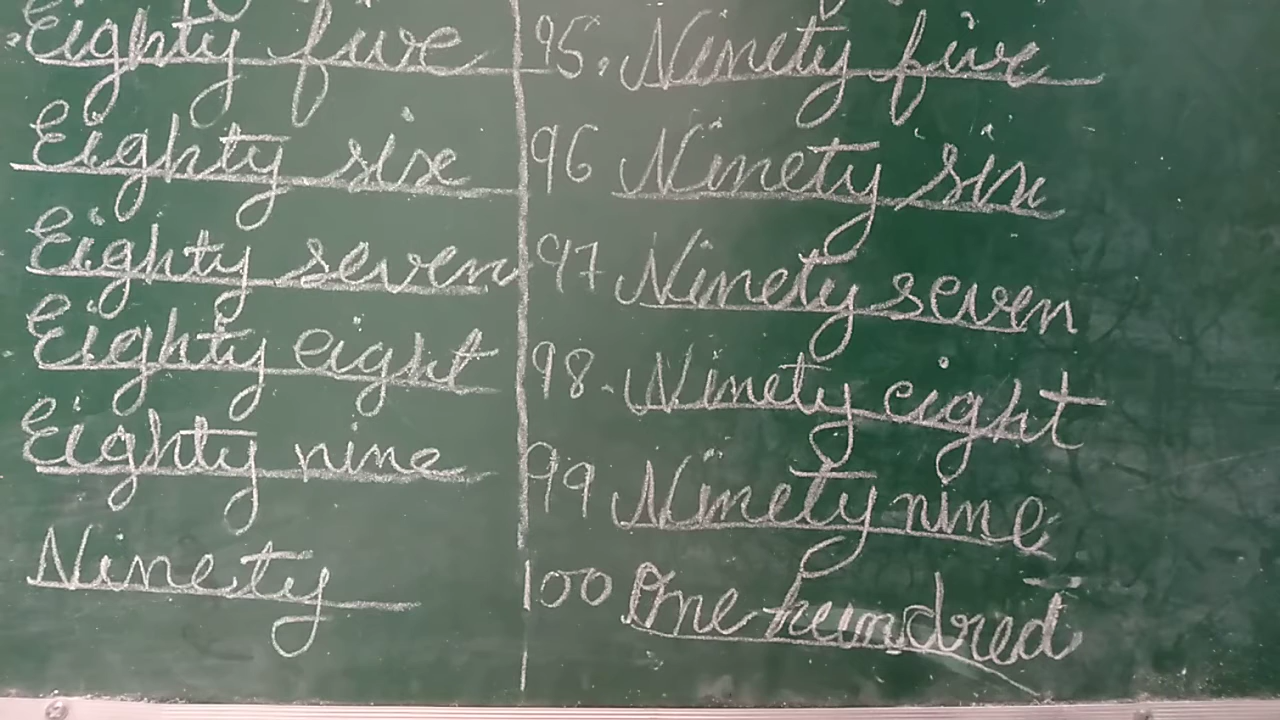 Eighty five
Eighty six
Eighty seven
Eighty eight
Eighty nine
Ninety
95. Ninety five
96 Ninety six
97 Ninety seven
98. Ninety eight
99 Ninety nine
100 One hundred